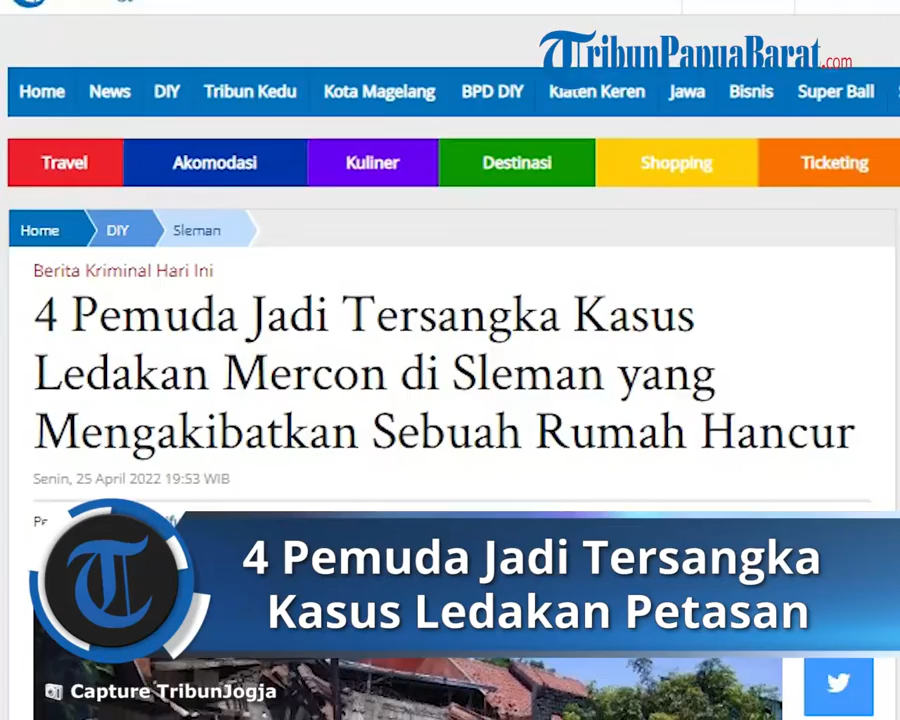 TribunPapuaBarat.com
Home News DIY Tribun Kedu Kota Magelang BPD DIY Klaten Keren Jawa Bisnis Super Ball
Travel Akomodasi Kuliner Destinasi Shopping Ticketing
Home DIY Sleman
Berita Kriminal Hari Ini
4 Pemuda Jadi Tersangka Kasus
Ledakan Mercon di Sleman yang
Mengakibatkan Sebuah Rumah Hancur
Senin, 25 April 2022 19:53 WIB
4 Pemuda Jadi Tersangka
Kasus Ledakan Petasan
Capture TribunJogja